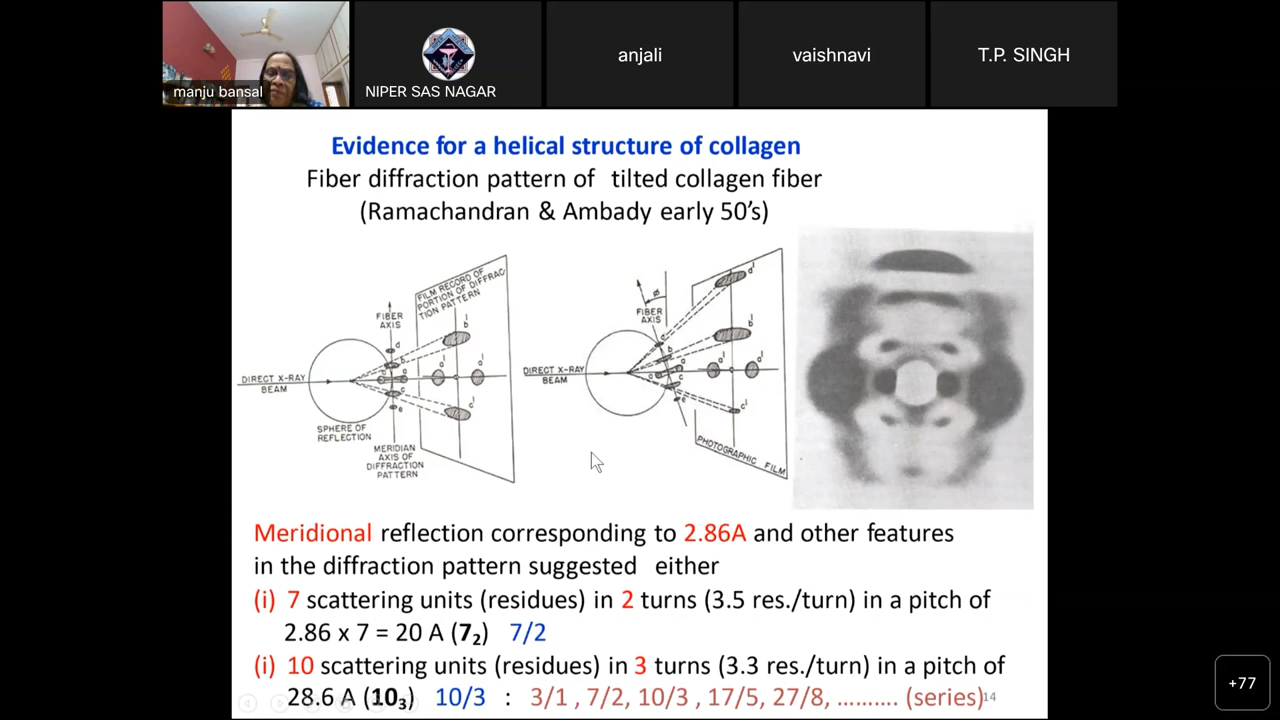 manju bansal
NIPER SAS NAGAR
anjali
vaishnavi
T.P. SINGH
Evidence for a helical structure of collagen
Fiber diffraction pattern of tilted collagen fiber
(Ramachandran & Ambady early 50's)
FILM RECORD OF
PORTION OF DIFFRAC
TION PATTERN
FIBER
AXIS
DIRECT X-RAY
BEAM
SPHERE OF
REFLECTION
MERIDIAN
AXIS OF
DIFFRACTION
PATTERN
FIBER
AXIS
DIRECT X-RAY
BEAM
PHOTOGRAPHIC FILM
Meridional reflection corresponding to 2.86A and other features
in the diffraction pattern suggested either
(i) 7 scattering units (residues) in 2 turns (3.5 res./turn) in a pitch of
2.86 x 7 = 20 A (7₂) 7/2
(i) 10 scattering units (residues) in 3 turns (3.3 res./turn) in a pitch of
28.6 A (10₃) 10/3 : 3/1 , 7/2, 10/3 , 17/5, 27/8, ………. (series)
14
+77